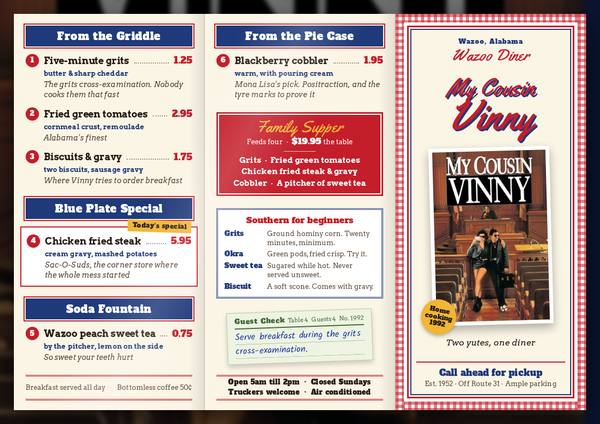 From the Griddle
1 Five-minute grits 1.25
butter & sharp cheddar
The grits cross-examination. Nobody
cooks them that fast
2 Fried green tomatoes 2.95
cornmeal crust, remoulade
Alabama's finest
3 Biscuits & gravy 1.75
two biscuits, sausage gravy
Where Vinny tries to order breakfast
Blue Plate Special
Today's special
4 Chicken fried steak 5.95
cream gravy, mashed potatoes
Sac-O-Suds, the corner store where
the whole mess started
Soda Fountain
5 Wazoo peach sweet tea 0.75
by the pitcher, lemon on the side
So sweet your teeth hurt
Breakfast served all day Bottomless coffee 50¢
From the Pie Case
6 Blackberry cobbler 1.95
warm, with pouring cream
Mona Lisa's pick. Positraction, and the
tyre marks to prove it
Family Supper
Feeds four · $19.95 the table
Grits · Fried green tomatoes
Chicken fried steak & gravy
Cobbler · A pitcher of sweet tea
Southern for beginners
Grits Ground hominy corn. Twenty
minutes, minimum.
Okra Green pods, fried crisp. Try it.
Sweet tea Sugared while hot. Never
served unsweet.
Biscuit A soft scone. Comes with gravy.
Guest Check Table 4 Guests 4 No. 1992
Serve breakfast during the grits
cross-examination.
Open 5am till 2pm · Closed Sundays
Truckers welcome · Air conditioned
Wazoo, Alabama
Wazoo Diner
My Cousin
Vinny
MY COUSIN
VINNY
Home
cooking
1992
Two yutes, one diner
Call ahead for pickup
Est. 1952 · Off Route 31 · Ample parking